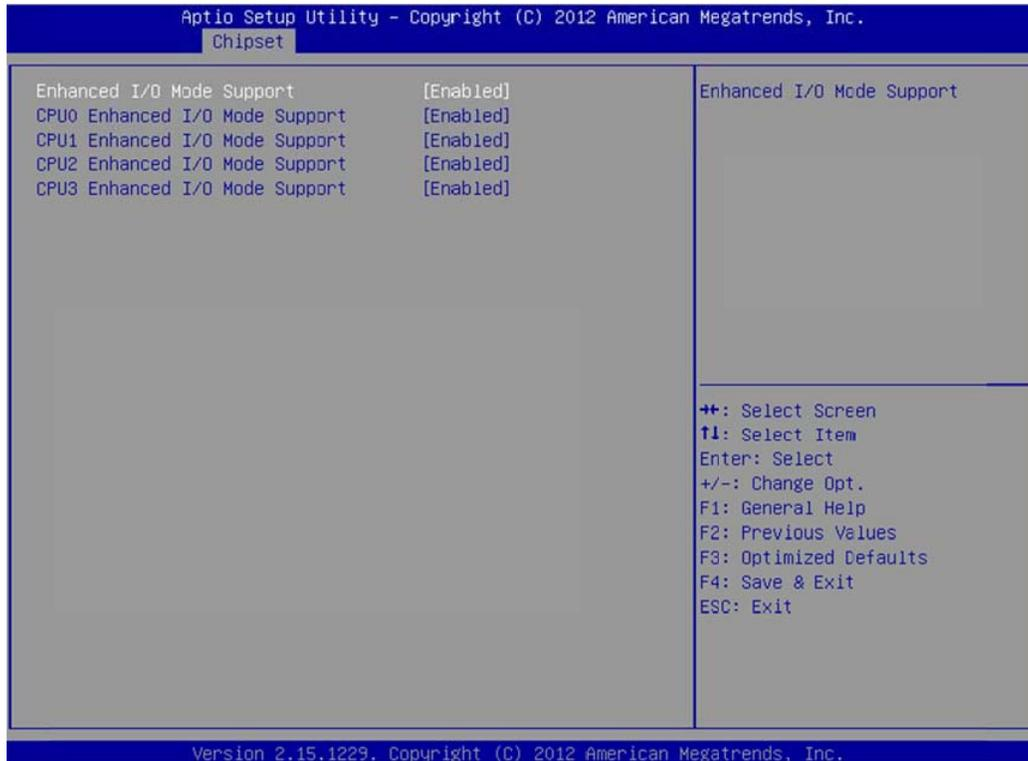 Aptio Setup Utility – Copyright (C) 2012 American Megatrends, Inc.
Chipset
Enhanced I/O Mode Support [Enabled]
CPU0 Enhanced I/O Mode Support [Enabled]
CPU1 Enhanced I/O Mode Support [Enabled]
CPU2 Enhanced I/O Mode Support [Enabled]
CPU3 Enhanced I/O Mode Support [Enabled]
Enhanced I/O Mode Support
→←: Select Screen
↑↓: Select Item
Enter: Select
+/-: Change Opt.
F1: General Help
F2: Previous Values
F3: Optimized Defaults
F4: Save & Exit
ESC: Exit
Version 2.15.1229. Copyright (C) 2012 American Megatrends, Inc.